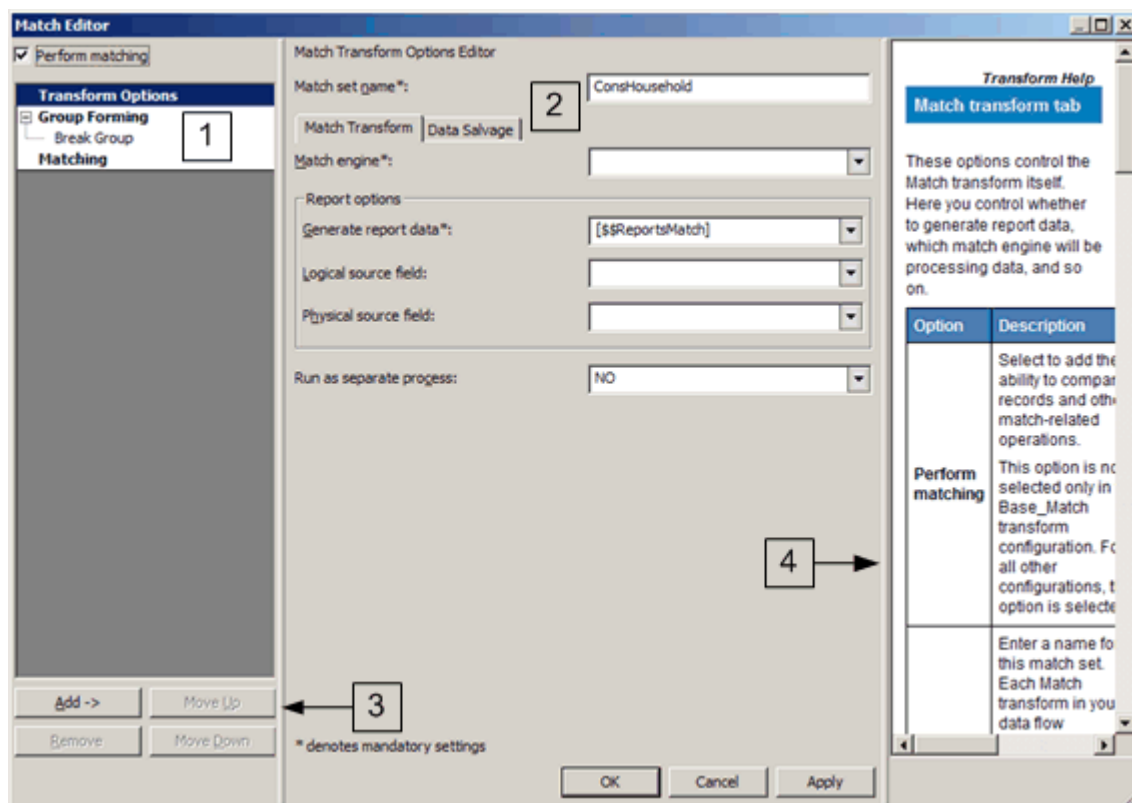 Match Editor
Perform matching
Transform Options
Group Forming
Break Group
Matching
1
Add ->
Move Up
Remove
Move Down
3
Match Transform Options Editor
Match set name*:
ConsHousehold
2
Match Transform
Data Salvage
Match engine*:
Report options
Generate report data*:
[$$ReportsMatch]
Logical source field:
Physical source field:
Run as separate process:
NO
* denotes mandatory settings
OK
Cancel
Apply
4
Transform Help
Match transform tab
These options control the
Match transform itself.
Here you control whether
to generate report data,
which match engine will be
processing data, and so
on.
Option
Description
Perform
matching
Select to add the
ability to compar
records and oth
match-related
operations.
This option is no
selected only in
Base_Match
transform
configuration. Fo
all other
configurations, t
option is selecte
Enter a name fo
this match set.
Each Match
transform in you
data flow